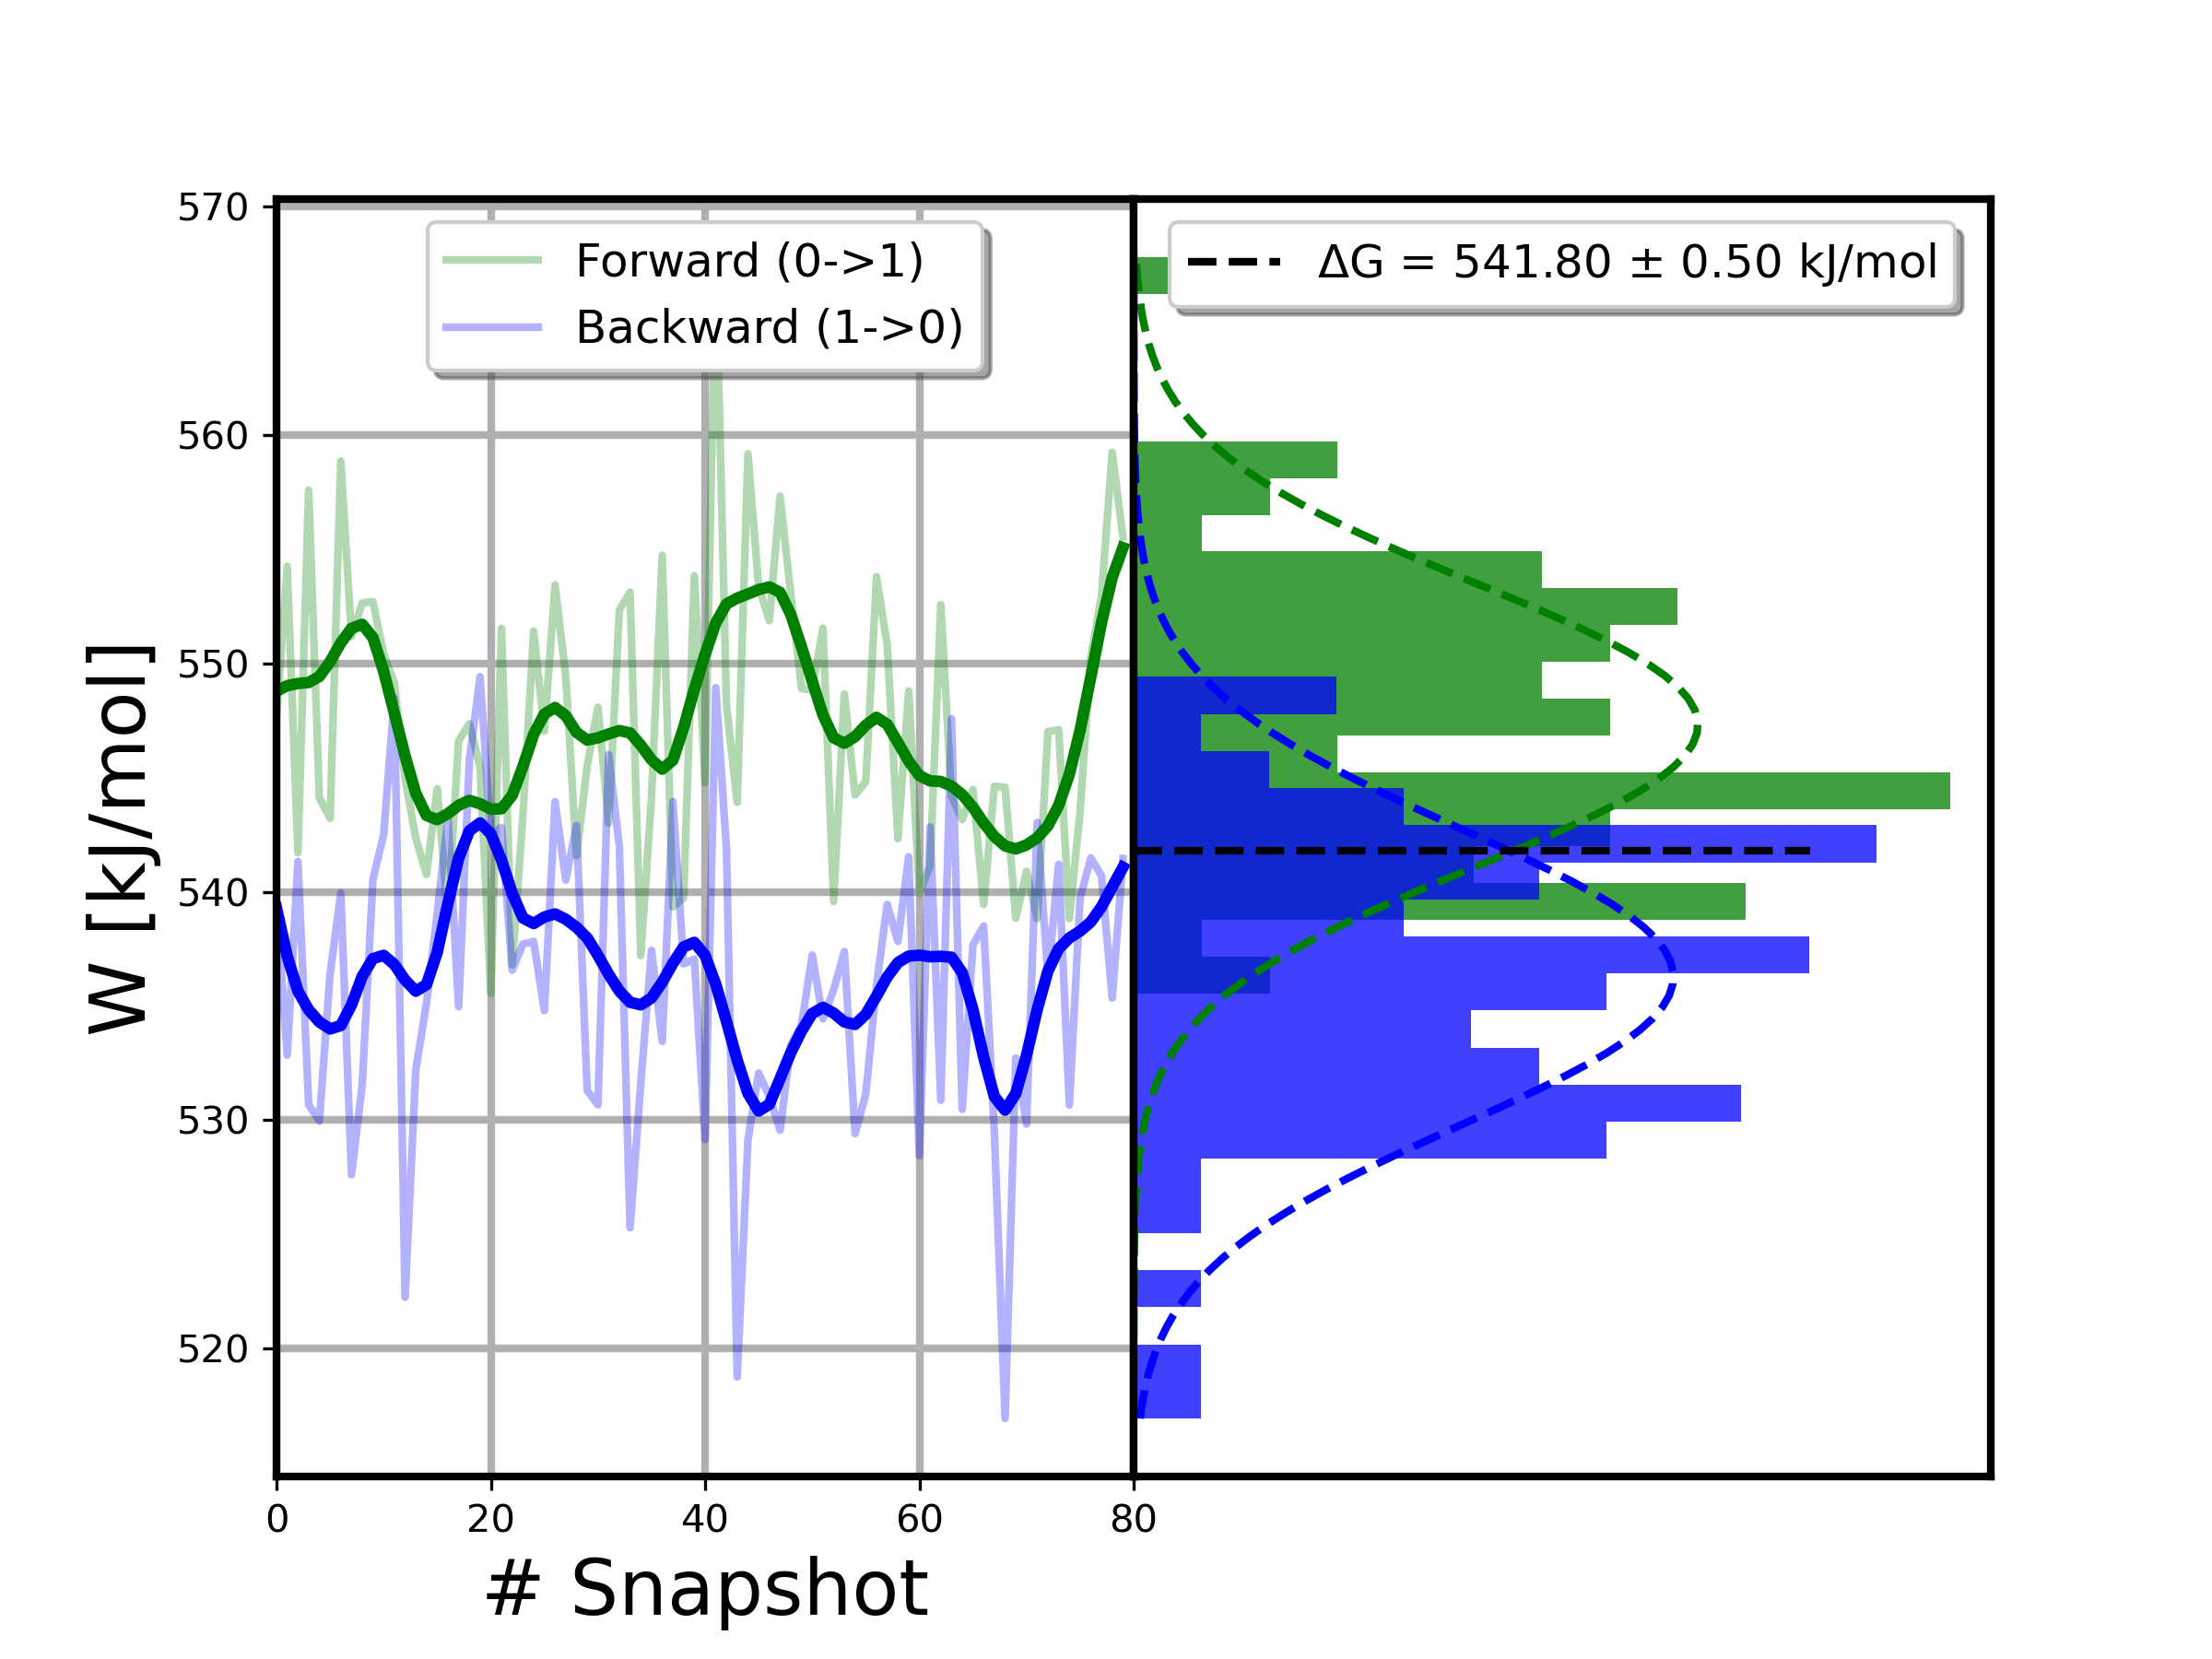 570
560
550
540
530
520
W [kJ/mol]
Forward (0->1)
Backward (1->0)
ΔG = 541.80 ± 0.50 kJ/mol
0 20 40 60 80
# Snapshot